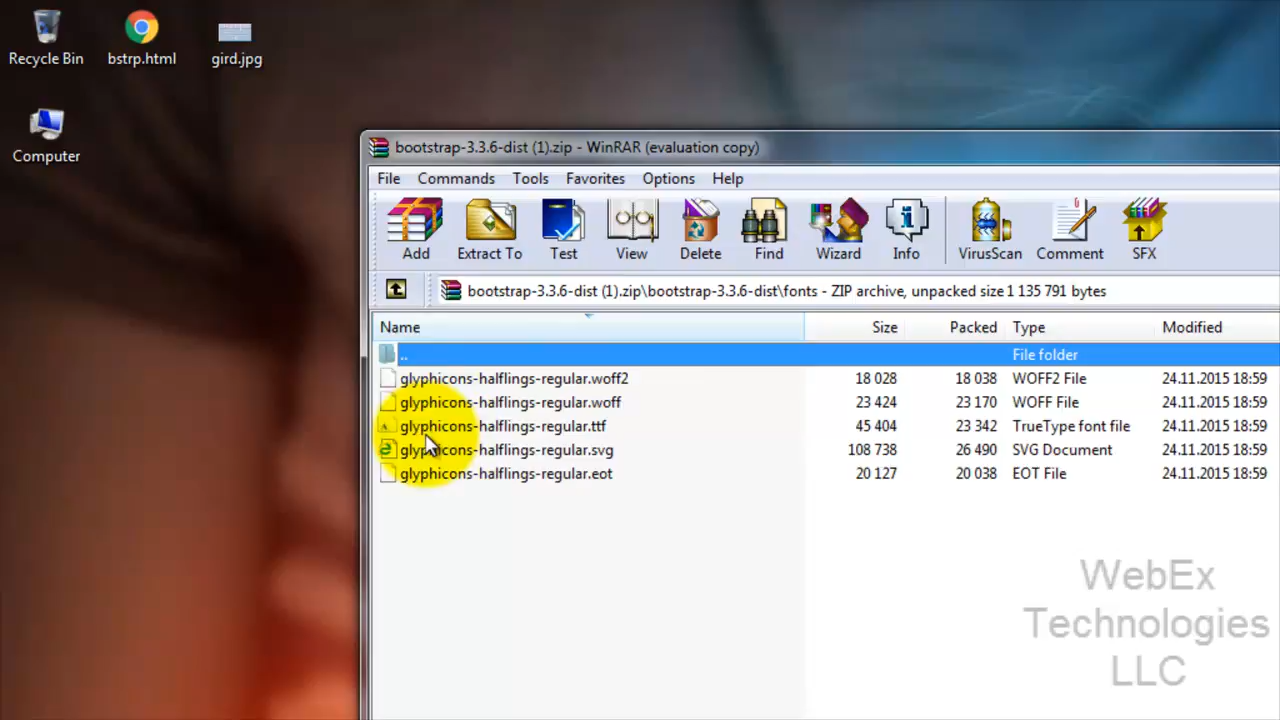 Recycle Bin
bstrp.html
gird.jpg
Computer
bootstrap-3.3.6-dist (1).zip - WinRAR (evaluation copy)
File Commands Tools Favorites Options Help
Add Extract To Test View Delete Find Wizard Info VirusScan Comment SFX
bootstrap-3.3.6-dist (1).zip\bootstrap-3.3.6-dist\fonts - ZIP archive, unpacked size 1 135 791 bytes
Name Size Packed Type Modified
.. File folder
glyphicons-halflings-regular.woff2 18 028 18 038 WOFF2 File 24.11.2015 18:59
glyphicons-halflings-regular.woff 23 424 23 170 WOFF File 24.11.2015 18:59
glyphicons-halflings-regular.ttf 45 404 23 342 TrueType font file 24.11.2015 18:59
glyphicons-halflings-regular.svg 108 738 26 490 SVG Document 24.11.2015 18:59
glyphicons-halflings-regular.eot 20 127 20 038 EOT File 24.11.2015 18:59
WebEx
Technologies
LLC